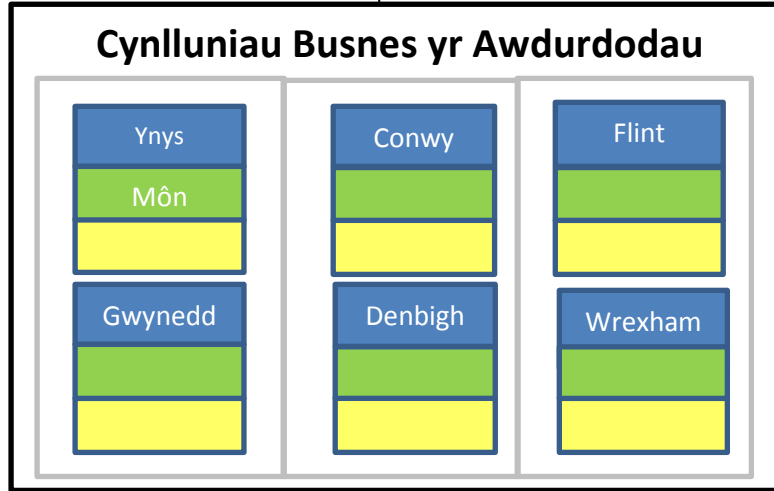 Cynlluniau Busnes yr Awdurdodau
Ynys
Môn
Conwy
Flint
Gwynedd
Denbigh
Wrexham